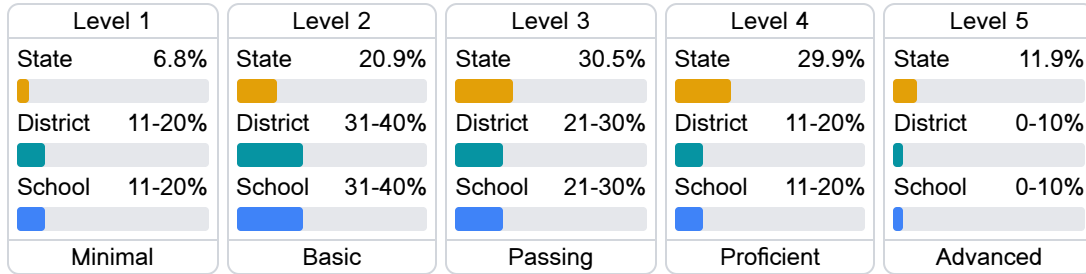 Level 1
State 6.8%
District 11-20%
School 11-20%
Minimal
Level 2
State 20.9%
District 31-40%
School 31-40%
Basic
Level 3
State 30.5%
District 21-30%
School 21-30%
Passing
Level 4
State 29.9%
District 11-20%
School 11-20%
Proficient
Level 5
State 11.9%
District 0-10%
School 0-10%
Advanced